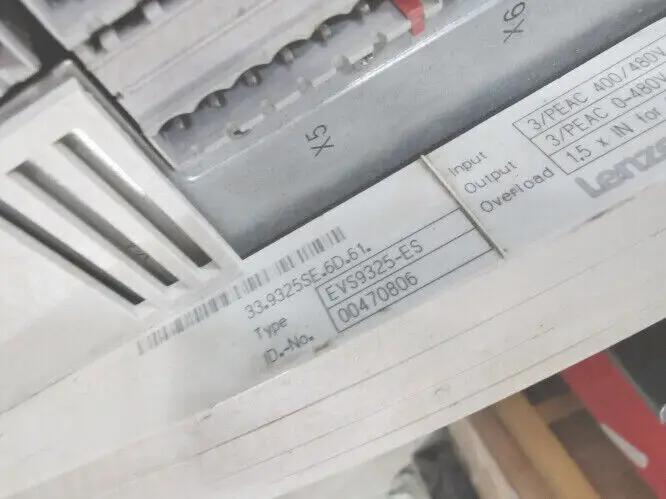 X6
X5
33.9325SE.6D.61.
Type EVS9325-ES
ID.-No. 00470806
Input 3/PEAC 400/480V
Output 3/PEAC 0-480V
Overload 1.5 x IN for
Lenze